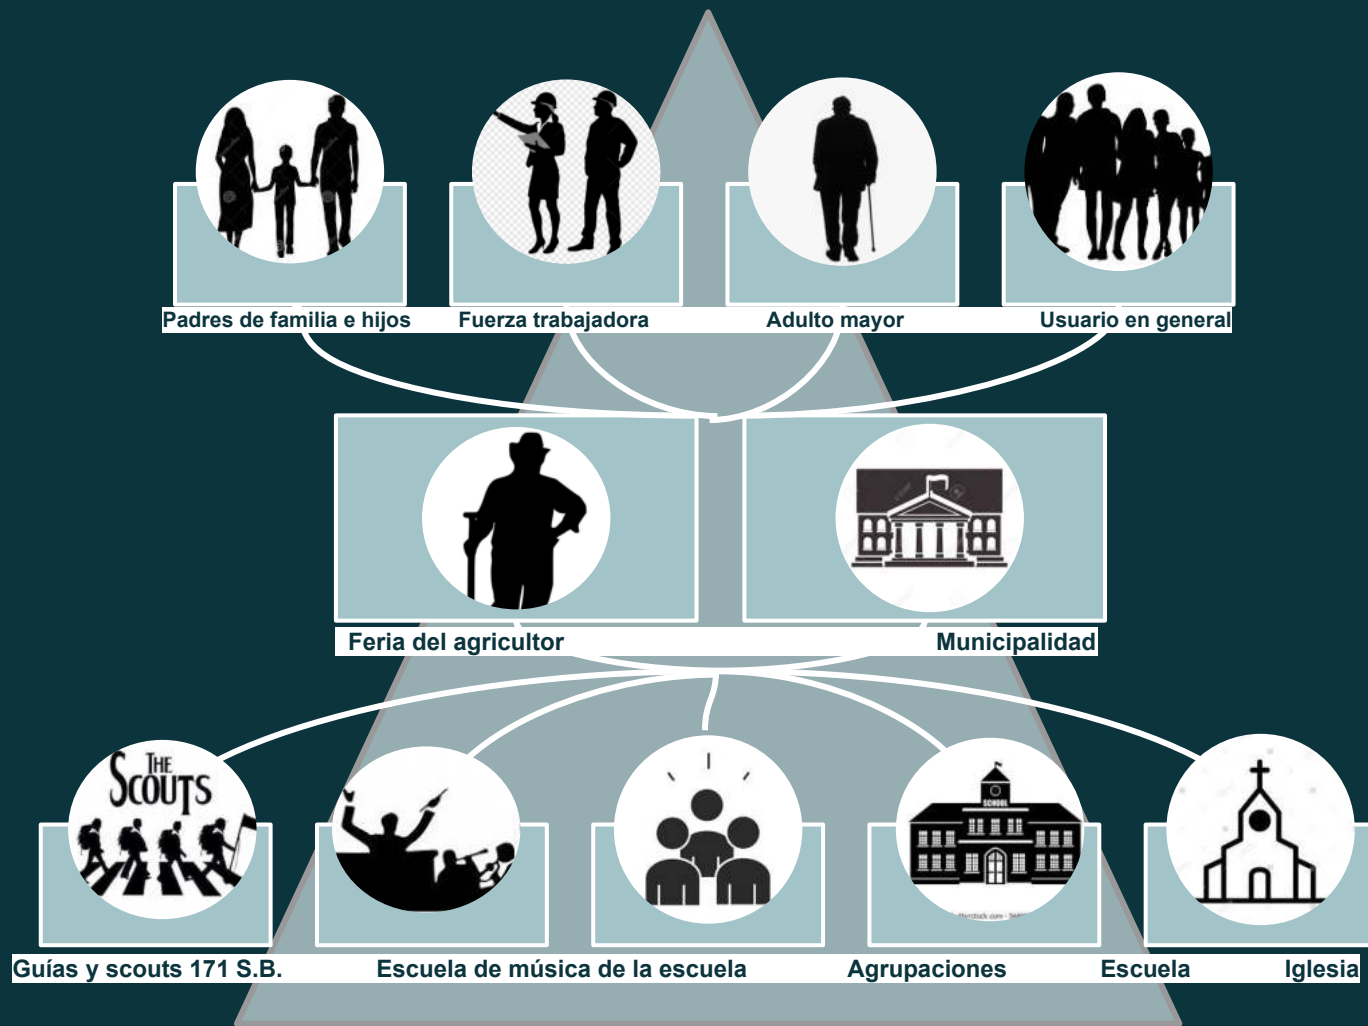 Padres de familia e hijos Fuerza trabajadora Adulto mayor Usuario en general
Feria del agricultor Municipalidad
THE
SCOUTS
SCHOOL
Guías y scouts 171 S.B. Escuela de música de la escuela Agrupaciones Escuela Iglesia